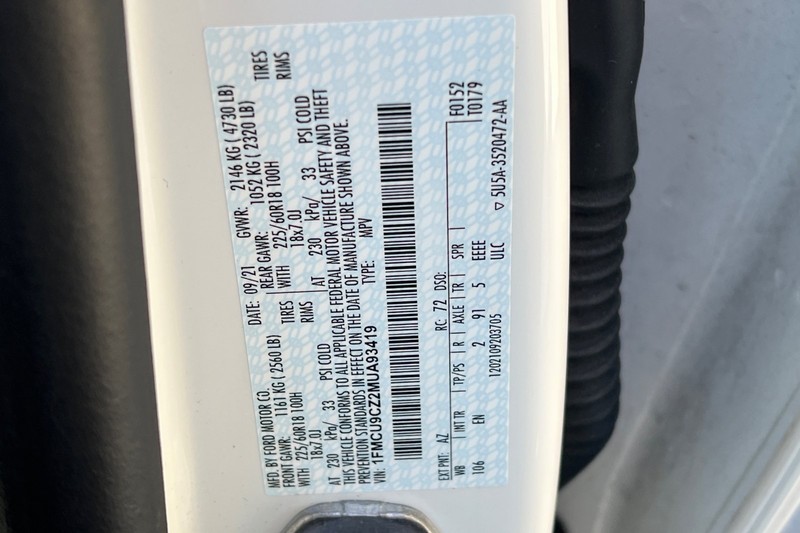 MFD. BY FORD MOTOR CO.
DATE: 09/21 GVWR: 2146 KG ( 4730 LB)
FRONT GAWR: 1161 KG ( 2560 LB) REAR GAWR: 1052 KG ( 2320 LB)
WITH 225/60R18 100H TIRES WITH 225/60R18 100H TIRES
18x7.0J RIMS 18x7.0J RIMS
AT 230 kPa/ 33 PSI COLD AT 230 kPa/ 33 PSI COLD
THIS VEHICLE CONFORMS TO ALL APPLICABLE FEDERAL MOTOR VEHICLE SAFETY AND THEFT
PREVENTION STANDARDS IN EFFECT ON THE DATE OF MANUFACTURE SHOWN ABOVE.
VIN: 1FMCU9CZ2MUA93419 TYPE: MPV
F0152
T0179
EXT PNT: AZ RC: 72 DSO:
WB INT TR TP/PS R AXLE TR SPR
106 EN 2 91 5 EEEE
1202109203705 ULC
▽ 5U5A-3520472-AA